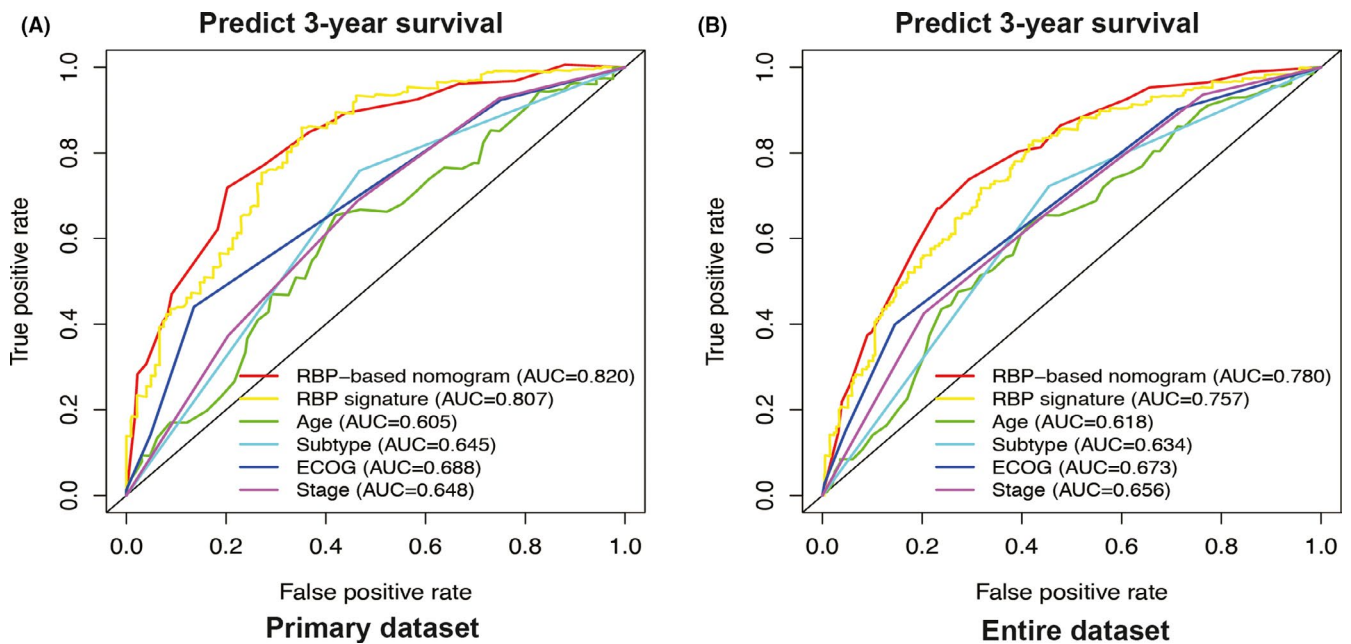 (A)
Predict 3-year survival
True positive rate
1.0
0.8
0.6
0.4
0.2
0.0
RBP−based nomogram (AUC=0.820)
RBP signature (AUC=0.807)
Age (AUC=0.605)
Subtype (AUC=0.645)
ECOG (AUC=0.688)
Stage (AUC=0.648)
0.0 0.2 0.4 0.6 0.8 1.0
False positive rate
Primary dataset
(B)
Predict 3-year survival
True positive rate
1.0
0.8
0.6
0.4
0.2
0.0
RBP−based nomogram (AUC=0.780)
RBP signature (AUC=0.757)
Age (AUC=0.618)
Subtype (AUC=0.634)
ECOG (AUC=0.673)
Stage (AUC=0.656)
0.0 0.2 0.4 0.6 0.8 1.0
False positive rate
Entire dataset